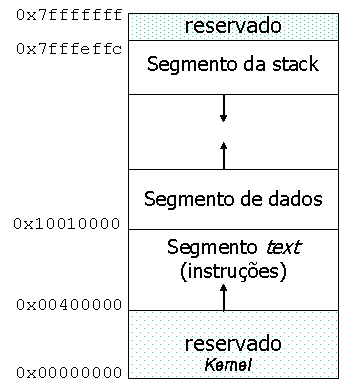 0x7fffffff
reservado
0x7fffeffc
Segmento da stack
Segmento de dados
0x10010000
Segmento text
(instruções)
0x00400000
reservado
Kernel
0x00000000